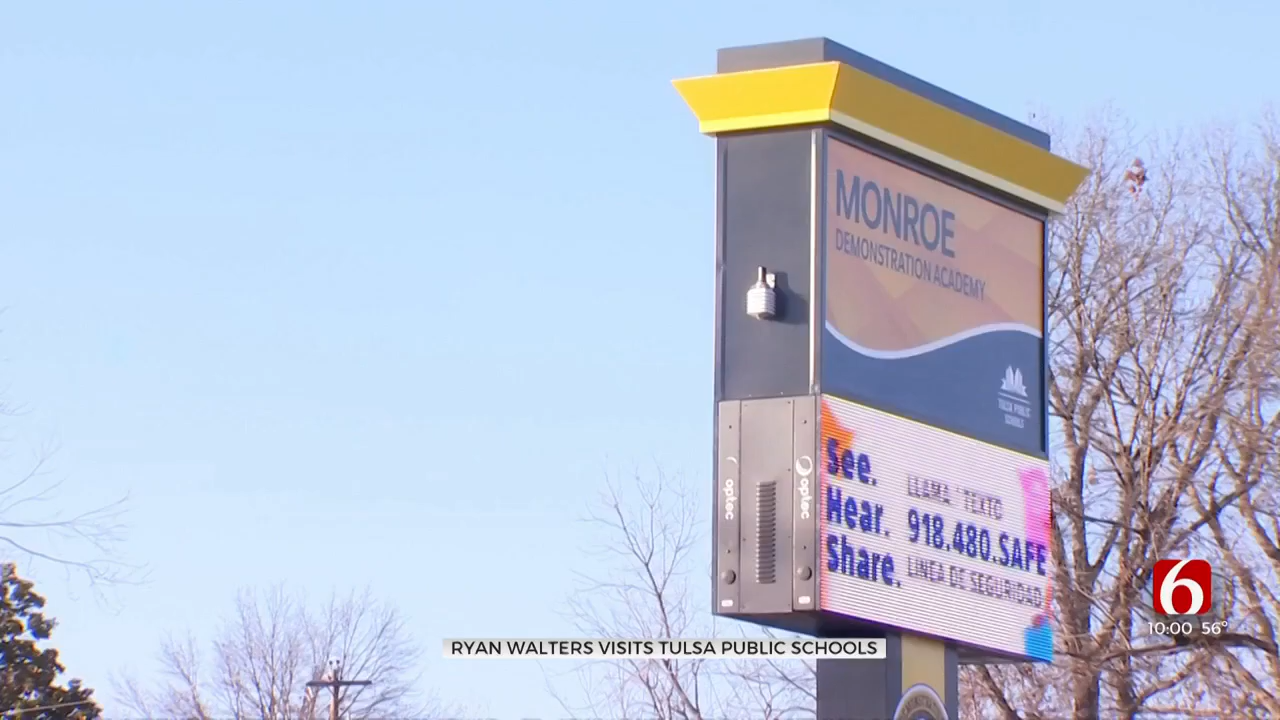 MONROE
DEMONSTRATION ACADEMY
TULSA PUBLIC
SCHOOLS
See.
Hear.
Share.
LLAMA TEXTO
918.480.SAFE
LINEA DE SEGURIDAD
optec
optec
RYAN WALTERS VISITS TULSA PUBLIC SCHOOLS
6
10:00 56°